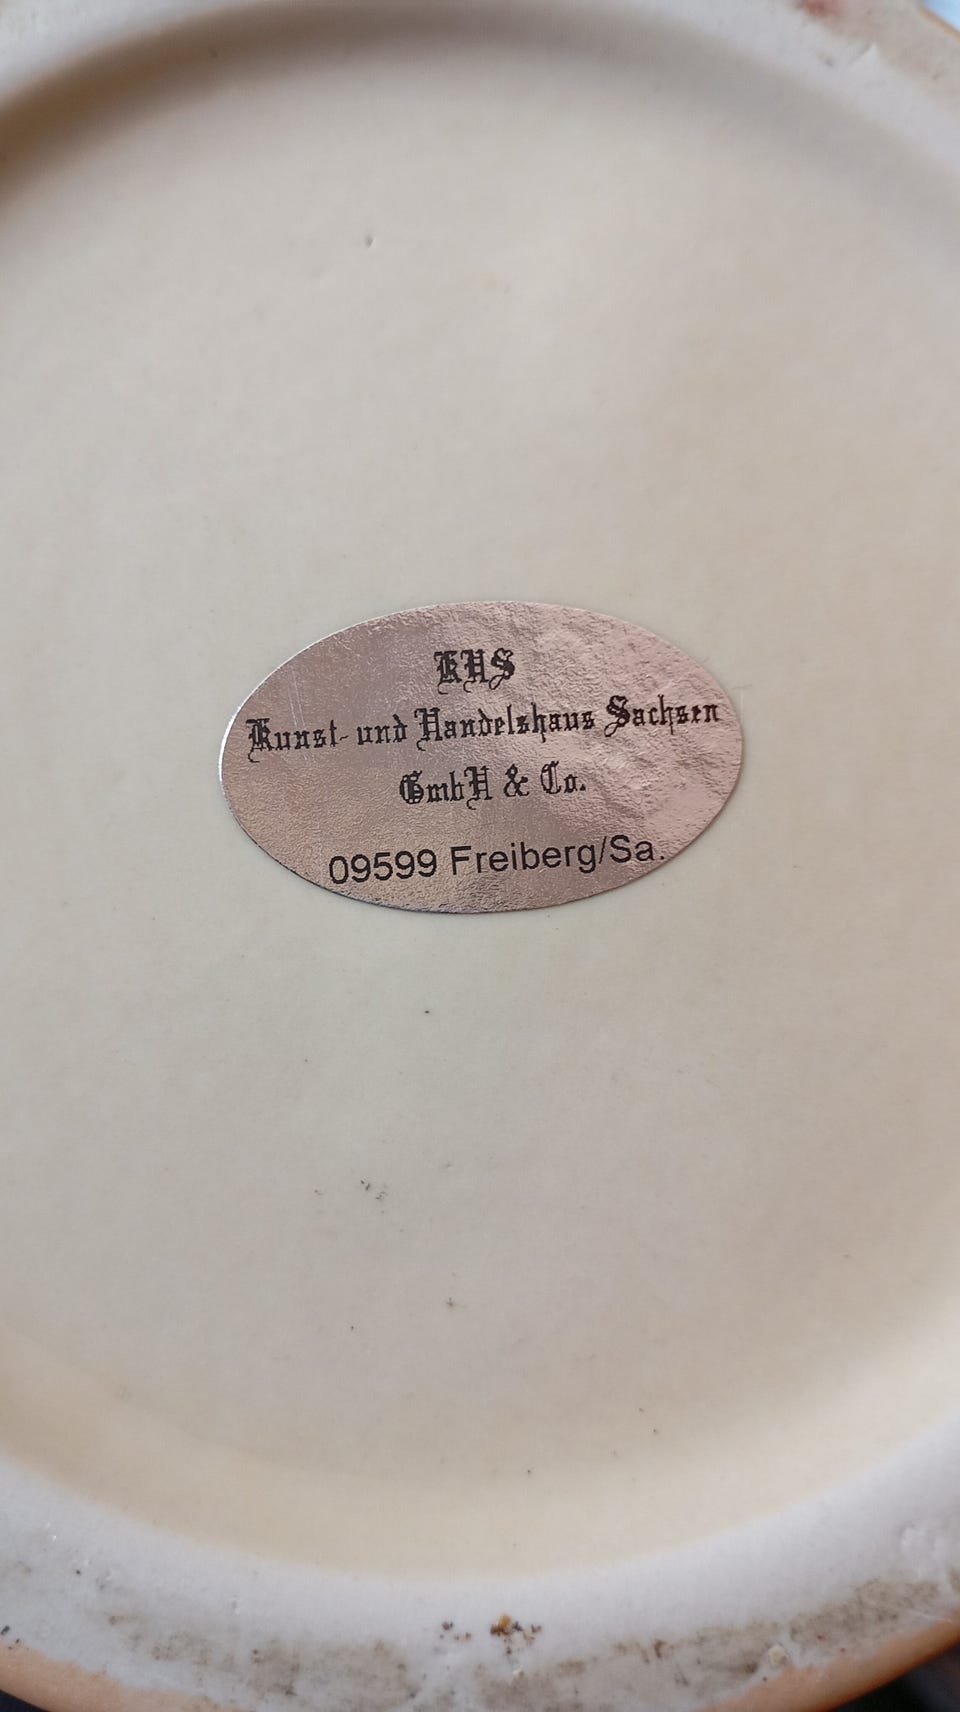 KHS
Kunst- und Handelshaus Sachsen
GmbH & Co.
09599 Freiberg/Sa.